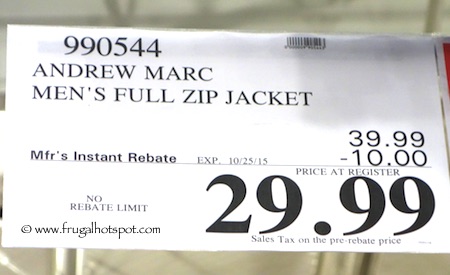 990544
ANDREW MARC
MEN'S FULL ZIP JACKET
39.99
Mfr's Instant Rebate EXP. 10/25/15 -10.00
PRICE AT REGISTER
NO
REBATE LIMIT
29.99
© www.frugalhotspot.com
Sales Tax on the pre-rebate price